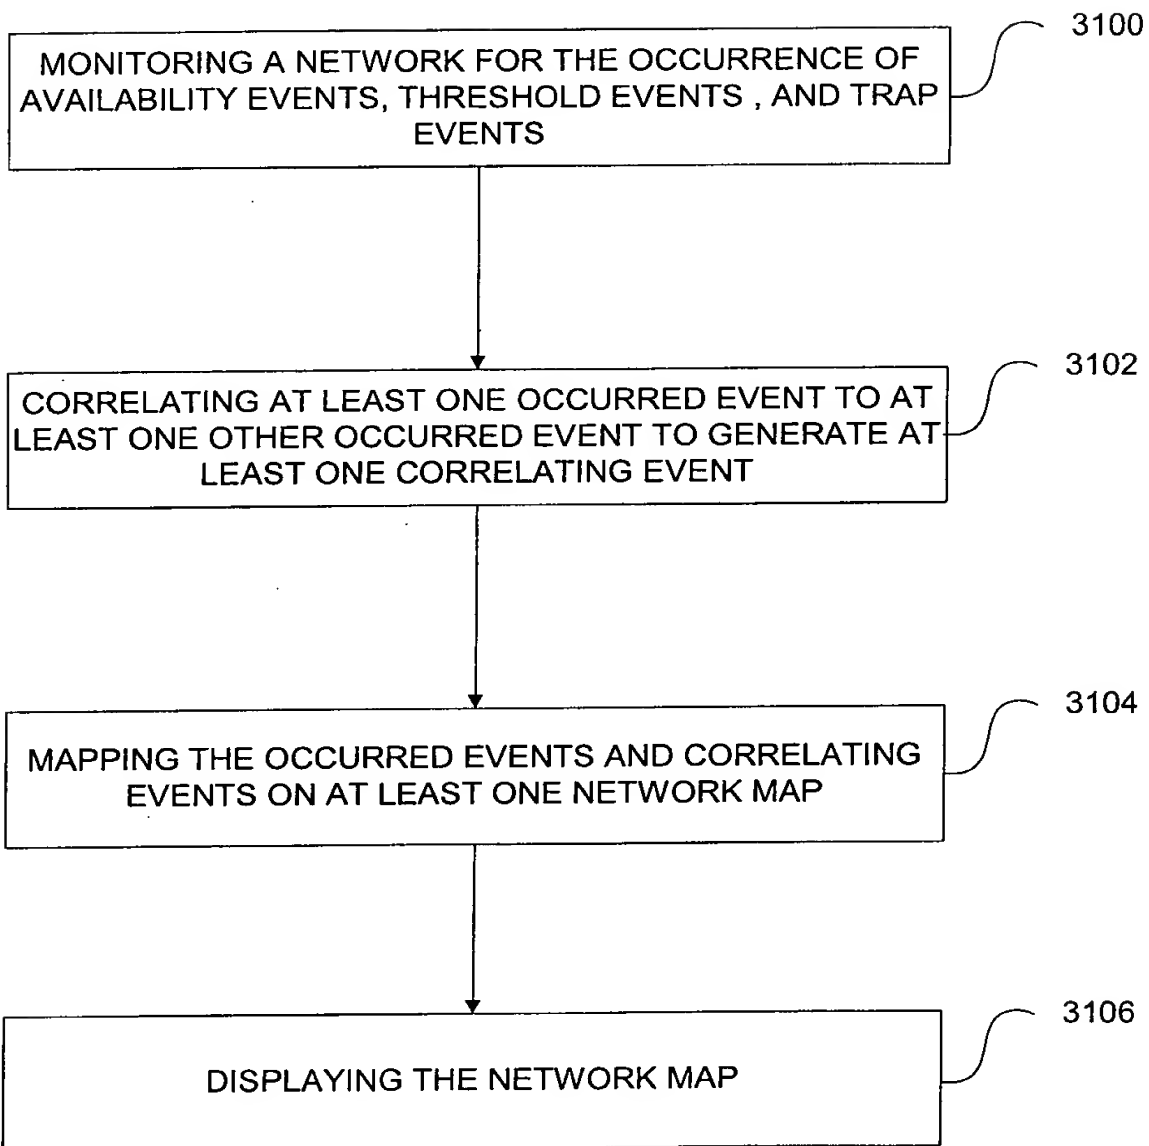 3100
MONITORING A NETWORK FOR THE OCCURRENCE OF
AVAILABILITY EVENTS, THRESHOLD EVENTS , AND TRAP
EVENTS
3102
CORRELATING AT LEAST ONE OCCURRED EVENT TO AT
LEAST ONE OTHER OCCURRED EVENT TO GENERATE AT
LEAST ONE CORRELATING EVENT
3104
MAPPING THE OCCURRED EVENTS AND CORRELATING
EVENTS ON AT LEAST ONE NETWORK MAP
3106
DISPLAYING THE NETWORK MAP